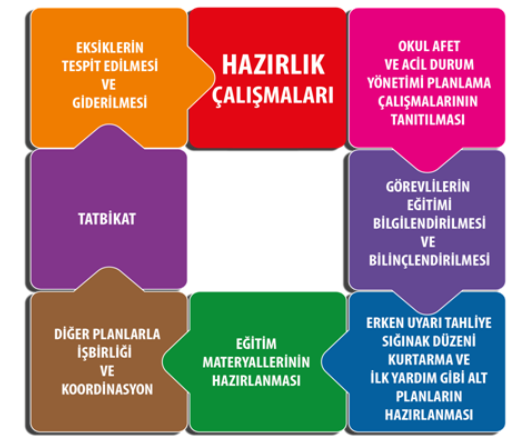 EKSİKLERİN
TESPİT EDİLMESİ
VE
GİDERİLMESİ
HAZIRLIK
ÇALIŞMALARI
OKUL AFET
VE ACİL DURUM
YÖNETİMİ PLANLAMA
ÇALIŞMALARININ
TANITILMASI
TATBİKAT
GÖREVLİLERİN
EĞİTİMİ
BİLGİLENDİRİLMESİ
VE
BİLİNÇLENDİRİLMESİ
DİĞER PLANLARLA
İŞBİRLİĞİ
VE
KOORDİNASYON
EĞİTİM
MATERYALLERİNİN
HAZIRLANMASI
ERKEN UYARI TAHLİYE
SIĞINAK DÜZENİ
KURTARMA VE
İLK YARDIM GİBİ ALT
PLANLARIN
HAZIRLANMASI